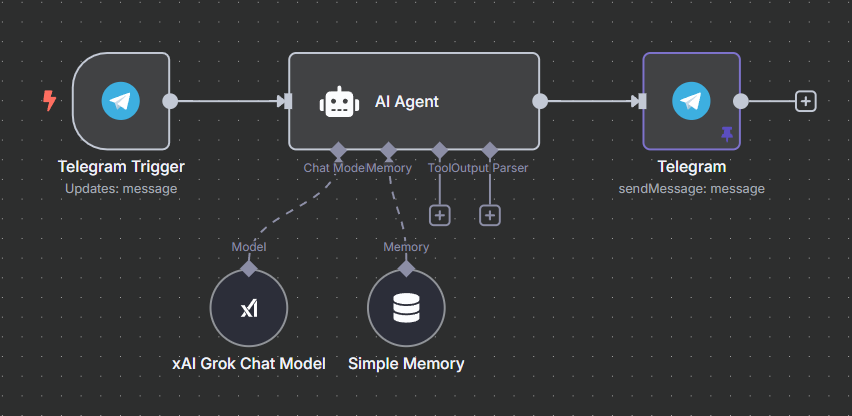 AI Agent
Telegram Trigger
Updates: message
Chat Model
Memory
Tool
Output Parser
Telegram
sendMessage: message
Model
Memory
xAI Grok Chat Model
Simple Memory